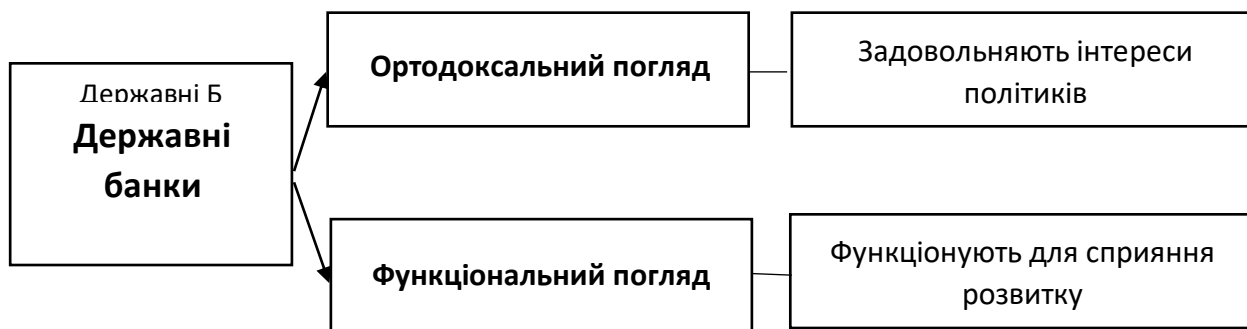 Державні Б
Державні
банки
Ортодоксальний погляд
Задовольняють інтереси
політиків
Функціональний погляд
Функціонують для сприяння
розвитку